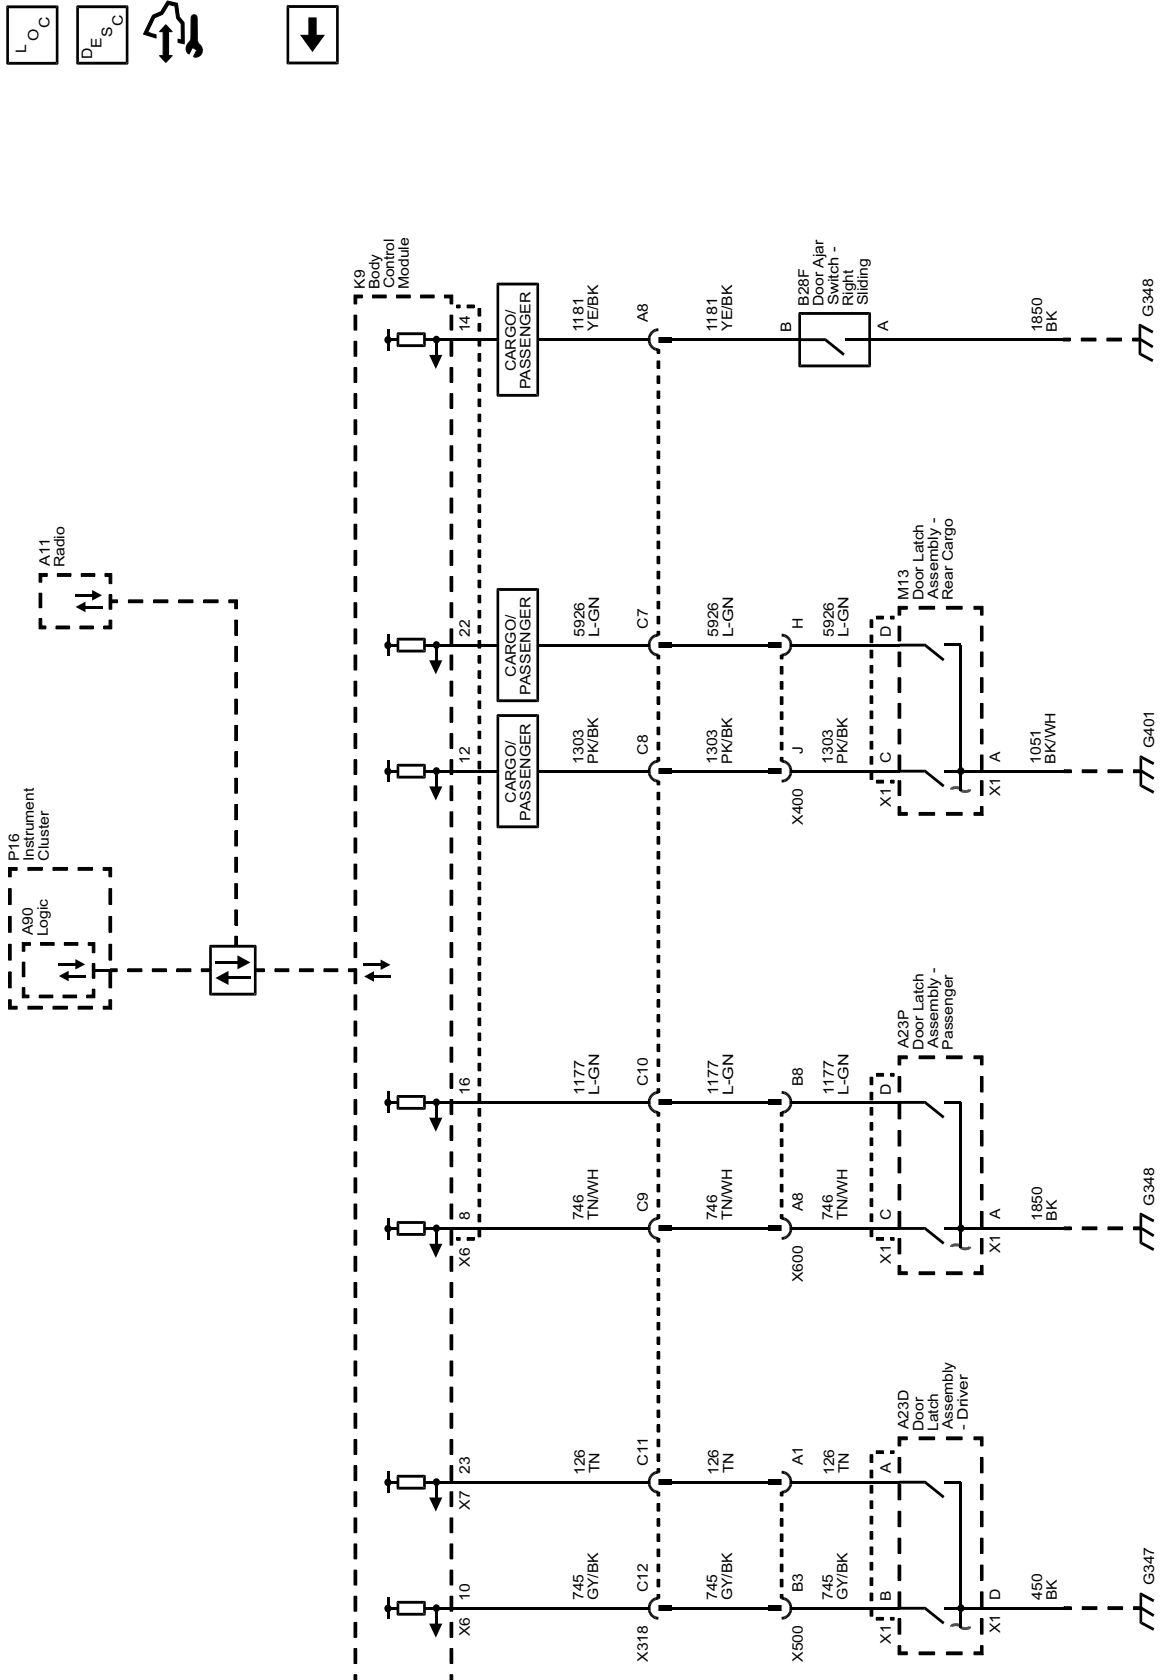 LOC
DESC
P16
Instrument
Cluster
A90
Logic
A11
Radio
K9
Body
Control
Module
X6
10
X7
23
X6
8
16
12
22
14
CARGO/
PASSENGER
CARGO/
PASSENGER
CARGO/
PASSENGER
745
GY/BK
126
TN
746
TN/WH
1177
L-GN
1303
PK/BK
5926
L-GN
1181
YE/BK
X318
C12
C11
C9
C10
C8
C7
A8
745
GY/BK
126
TN
746
TN/WH
1177
L-GN
1303
PK/BK
5926
L-GN
1181
YE/BK
X500
B3
A1
X600
A8
B8
X400
J
H
B
B28F
Door Ajar
Switch -
Right
Sliding
A
745
GY/BK
126
TN
746
TN/WH
1177
L-GN
1303
PK/BK
5926
L-GN
X1
B
A
X1
C
D
X1
C
D
A23D
Door
Latch
Assembly
- Driver
A23P
Door Latch
Assembly -
Passenger
M13
Door Latch
Assembly -
Rear Cargo
X1
D
X1
A
X1
A
450
BK
1850
BK
1051
BK/WH
1850
BK
G347
G348
G401
G348